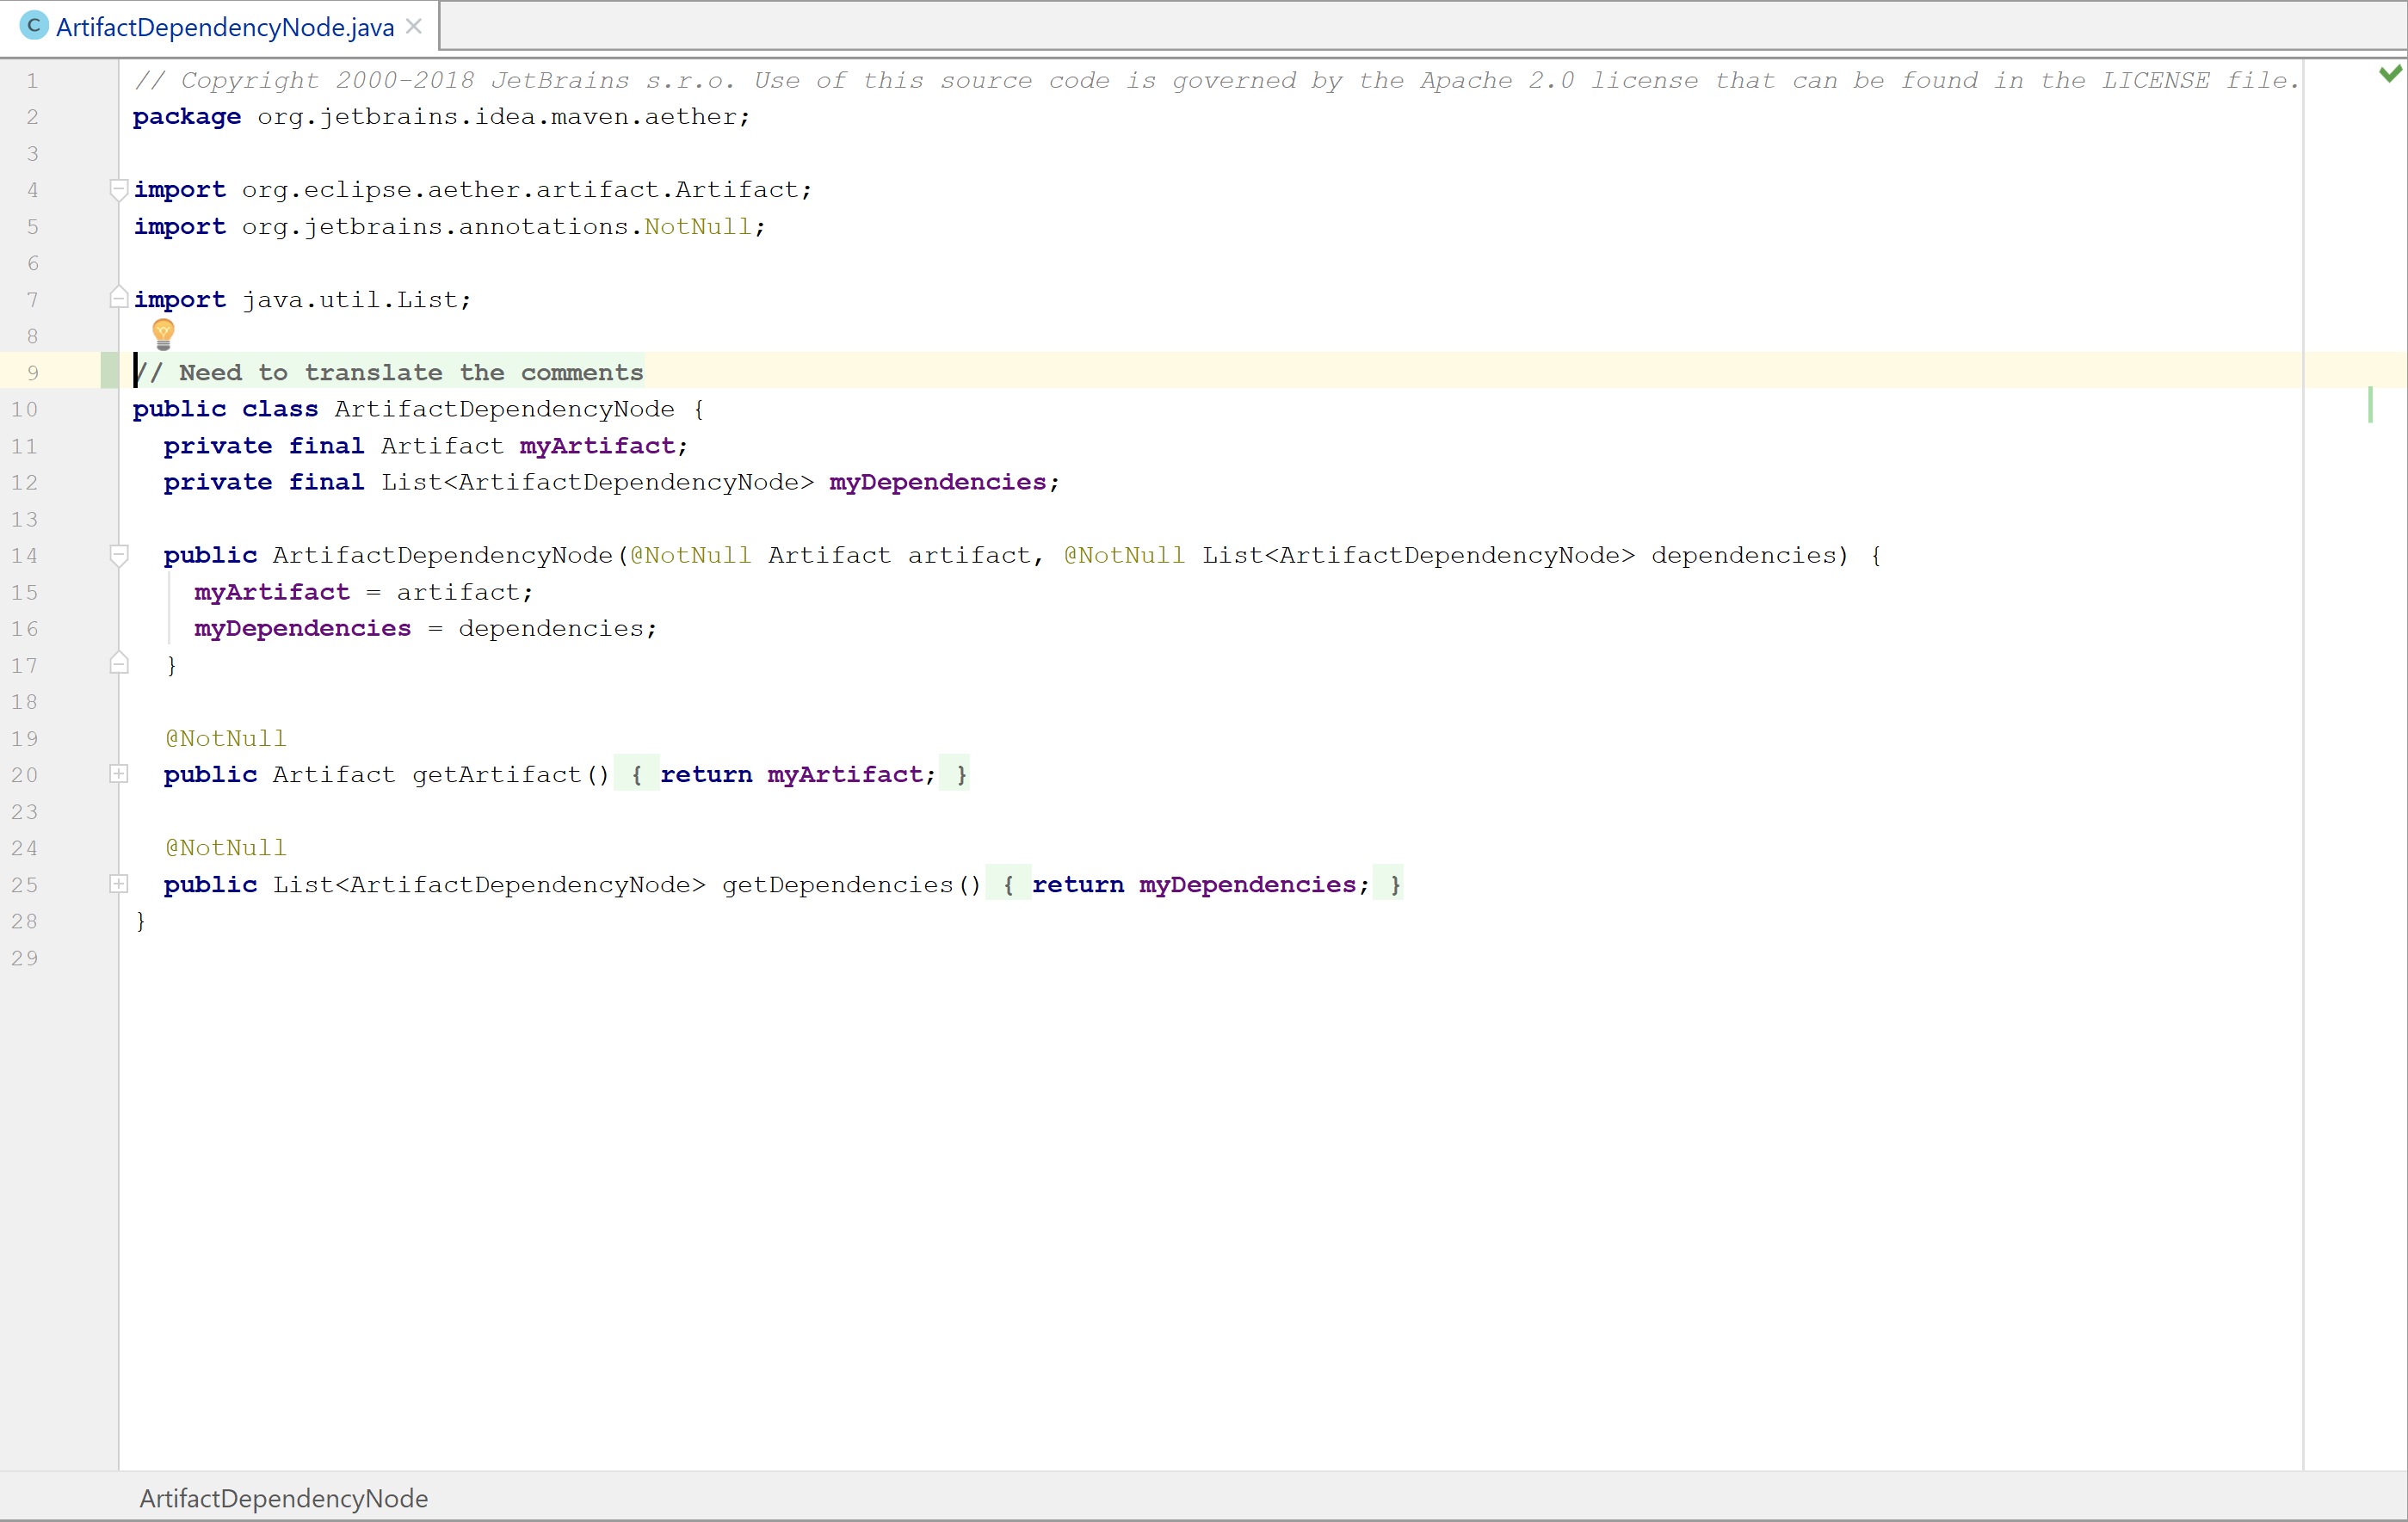 C ArtifactDependencyNode.java
1 // Copyright 2000-2018 JetBrains s.r.o. Use of this source code is governed by the Apache 2.0 license that can be found in the LICENSE file.
2 package org.jetbrains.idea.maven.aether;
3
4 import org.eclipse.aether.artifact.Artifact;
5 import org.jetbrains.annotations.NotNull;
6
7 import java.util.List;
8
9 // Need to translate the comments
10 public class ArtifactDependencyNode {
11 private final Artifact myArtifact;
12 private final List<ArtifactDependencyNode> myDependencies;
13
14 public ArtifactDependencyNode(@NotNull Artifact artifact, @NotNull List<ArtifactDependencyNode> dependencies) {
15 myArtifact = artifact;
16 myDependencies = dependencies;
17 }
18
19 @NotNull
20 public Artifact getArtifact() { return myArtifact; }
23
24 @NotNull
25 public List<ArtifactDependencyNode> getDependencies() { return myDependencies; }
28 }
29
ArtifactDependencyNode